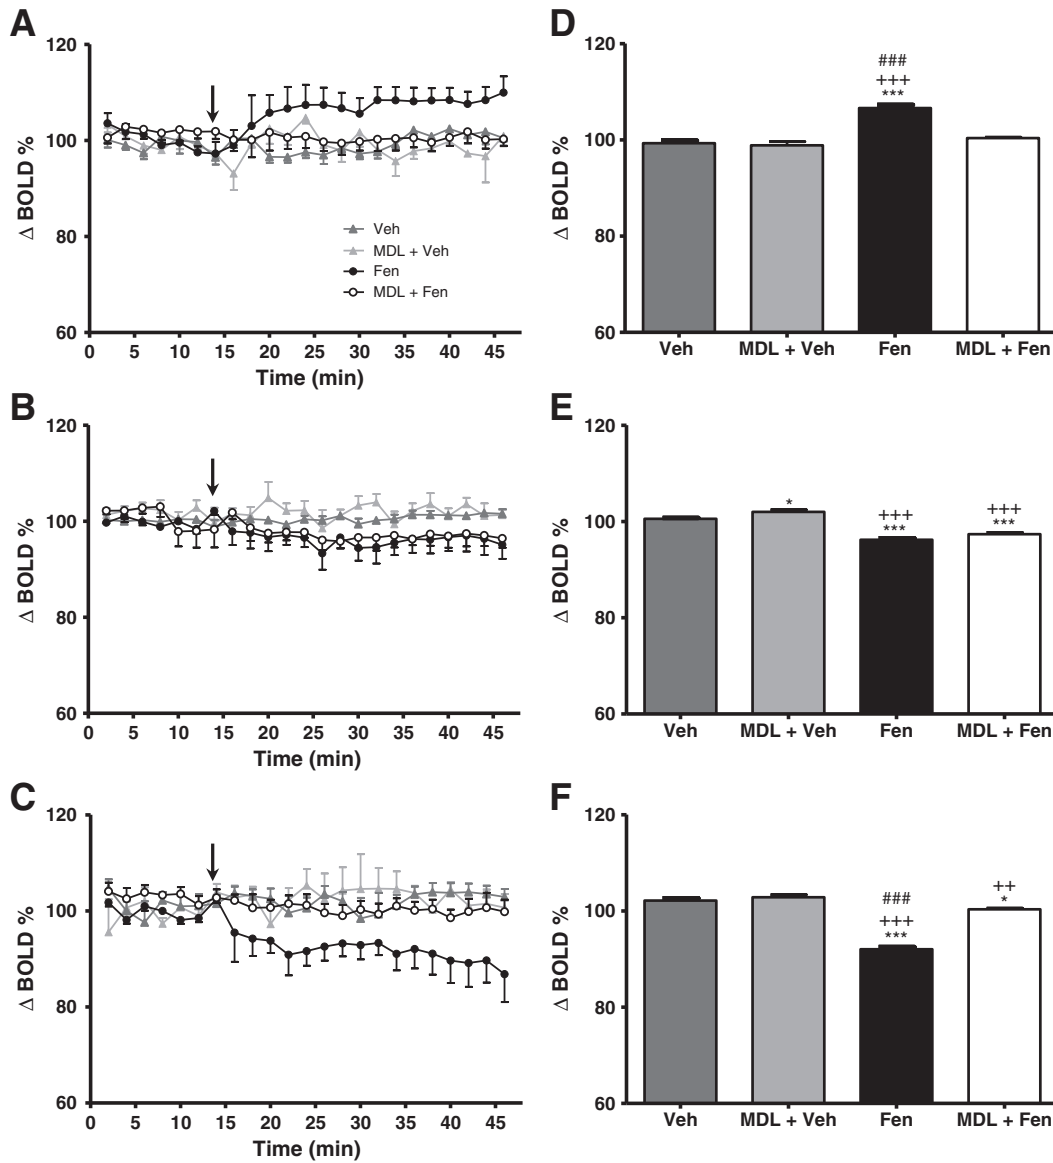 A
120
100
80
60
Δ BOLD %
0 5 10 15 20 25 30 35 40 45
Time (min)
Veh
MDL + Veh
Fen
MDL + Fen
D
120
100
80
60
Δ BOLD %
###
+++
***
Veh MDL + Veh Fen MDL + Fen
B
120
100
80
60
Δ BOLD %
0 5 10 15 20 25 30 35 40 45
Time (min)
E
120
100
80
60
Δ BOLD %
*
+++
***
+++
***
Veh MDL + Veh Fen MDL + Fen
C
120
100
80
60
Δ BOLD %
0 5 10 15 20 25 30 35 40 45
Time (min)
F
120
100
80
60
Δ BOLD %
###
+++
***
++
*
Veh MDL + Veh Fen MDL + Fen